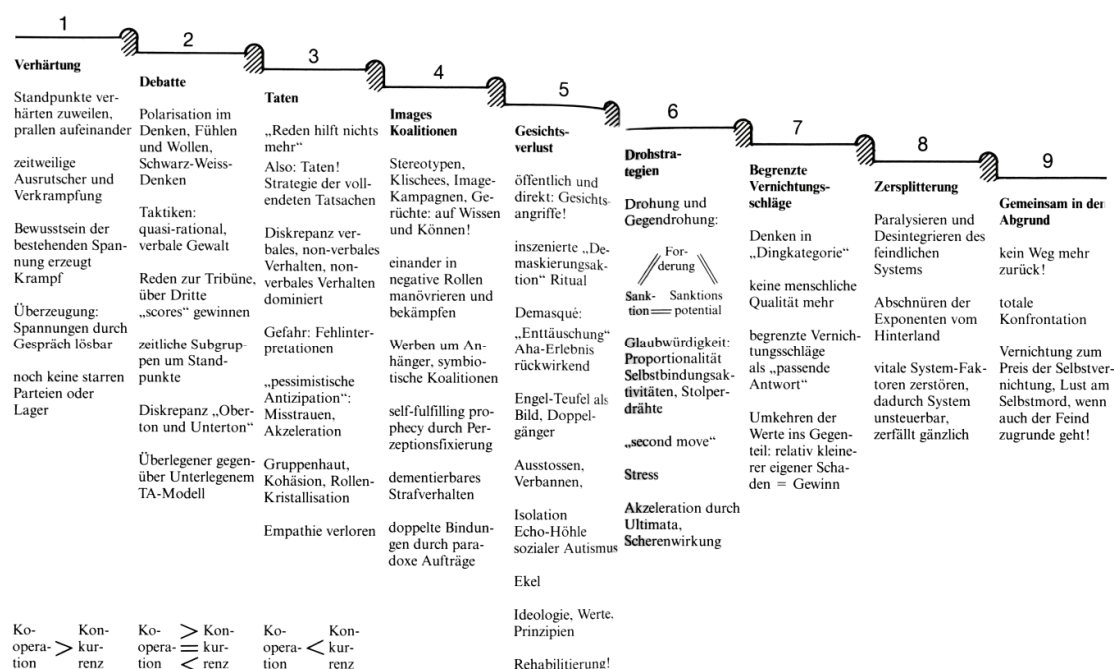 1
Verhärtung
Standpunkte ver-
härten zuweilen,
prallen aufeinander
zeitweilige
Ausrutscher und
Verkrampfung
Bewusstsein der
bestehenden Span-
nung erzeugt
Krampf
Überzeugung:
Spannungen durch
Gespräch lösbar
noch keine starren
Parteien oder
Lager
Ko- Kon-
opera- > kur-
tion renz
2
Debatte
Polarisation im
Denken, Fühlen
und Wollen,
Schwarz-Weiss-
Denken
Taktiken:
quasi-rational,
verbale Gewalt
Reden zur Tribüne,
über Dritte
„scores“ gewinnen
zeitliche Subgrup-
pen um Stand-
punkte
Diskrepanz „Ober-
ton und Unterton“
Überlegener gegen-
über Unterlegenem
TA-Modell
Ko- > Kon-
opera- = kur-
tion < renz
3
Taten
„Reden hilft nichts
mehr“
Also: Taten!
Strategie der voll-
endeten Tatsachen
Diskrepanz ver-
bales, non-verbales
Verhalten, non-
verbales Verhalten
dominiert
Gefahr: Fehlinter-
pretationen
„pessimistische
Antizipation“:
Misstrauen,
Akzeleration
Gruppenhaut,
Kohäsion, Rollen-
Kristallisation
Empathie verloren
Ko- Kon-
opera- < kur-
tion renz
4
Images
Koalitionen
Stereotypen,
Klischees, Image-
Kampagnen, Ge-
rüchte: auf Wissen
und Können!
einander in
negative Rollen
manövrieren und
bekämpfen
Werben um An-
hänger, symbio-
tische Koalitionen
self-fulfilling pro-
phecy durch Per-
zeptionsfixierung
dementierbares
Strafverhalten
doppelte Bindun-
gen durch para-
doxe Aufträge
5
Gesichts-
verlust
öffentlich und
direkt: Gesichts-
angriffe!
inszenierte „De-
maskierungsak-
tion“ Ritual
Demasqué:
„Enttäuschung“
Aha-Erlebnis
rückwirkend
Engel-Teufel als
Bild, Doppel-
gänger
Ausstossen,
Verbannen,
Isolation
Echo-Höhle
sozialer Autismus
Ekel
Ideologie, Werte.
Prinzipien
Rehabilitierung!
6
Drohstra-
tegien
Drohung und
Gegendrohung:
For-
derung
Sank- Sanktions
tion = potential
Glaubwürdigkeit:
Proportionalität
Selbstbindungsak-
tivitäten, Stolper-
drähte
„second move“
Stress
Akzeleration durch
Ultimata,
Scherenwirkung
7
Begrenzte
Vernichtungs-
schläge
Denken in
„Dingkategorie“
keine menschliche
Qualität mehr
begrenzte Vernich-
tungsschläge
als „passende
Antwort“
Umkehren der
Werte ins Gegen-
teil: relativ kleine-
rer eigener Scha-
den = Gewinn
8
Zersplitterung
Paralysieren und
Desintegrieren des
feindlichen
Systems
Abschnüren der
Exponenten vom
Hinterland
vitale System-Fak-
toren zerstören,
dadurch System
unsteuerbar,
zerfällt gänzlich
9
Gemeinsam in den
Abgrund
kein Weg mehr
zurück!
totale
Konfrontation
Vernichtung zum
Preis der Selbstver-
nichtung, Lust am
Selbstmord, wenn
auch der Feind
zugrunde geht!